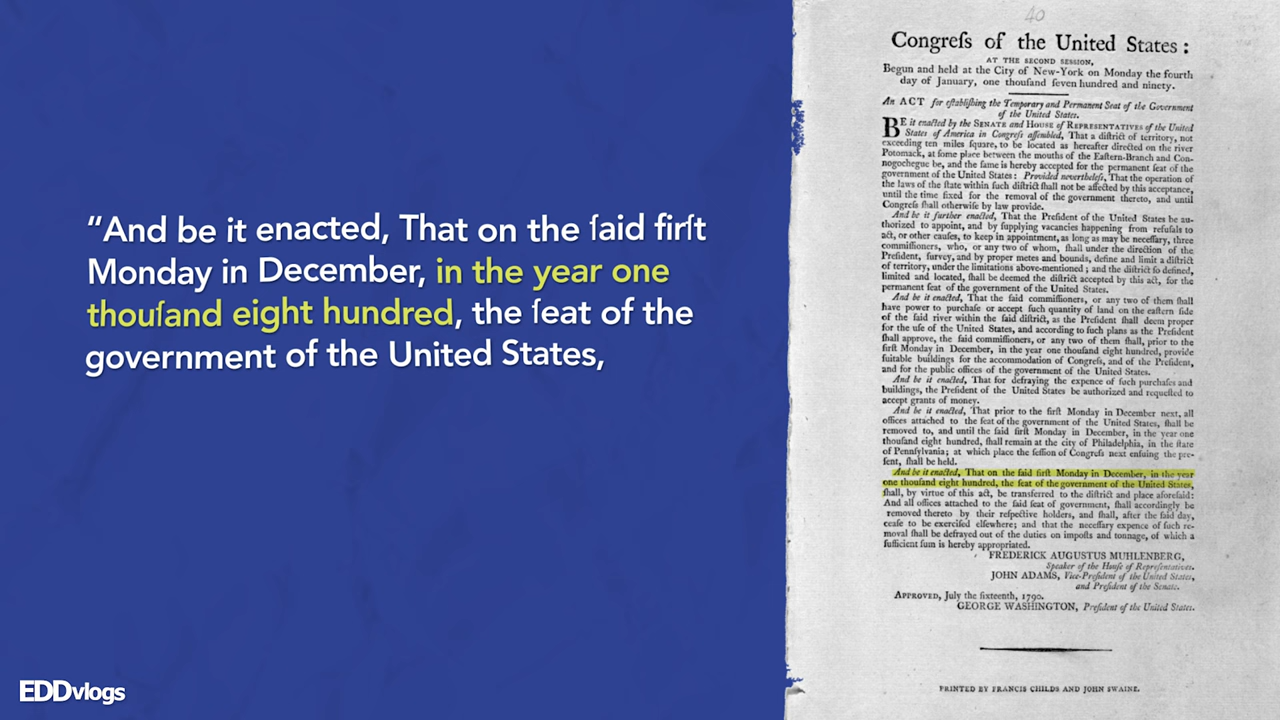 “And be it enacted, That on the ſaid firſt
Monday in December, in the year one
thouſand eight hundred, the ſeat of the
government of the United States,
EDDvlogs
40
Congreſs of the United States:
AT THE SECOND SESSION,
Begun and held at the City of New-York on Monday the fourth
day of January, one thouſand ſeven hundred and ninety.
An ACT for eſtabliſhing the Temporary and Permanent Seat of the Government
of the United States.
BE it enacted by the SENATE and HOUSE of REPRESENTATIVES of the United
States of America in Congreſs aſſembled, That a diſtrict of territory, not
exceeding ten miles ſquare, to be located as hereafter directed on the river
Potomack, at ſome place between the mouths of the Eaſtern-Branch and Con-
nogochegue be, and the ſame is hereby accepted for the permanent ſeat of the
government of the United States: Provided nevertheleſs, That the operation of
the laws of the ſtate within ſuch diſtrict ſhall not be affected by this acceptance,
until the time fixed for the removal of the government thereto, and until
Congreſs ſhall otherwiſe by law provide.
And be it further enacted, That the Preſident of the United States be au-
thorized to appoint, and by ſupplying vacancies happening from refuſals to
act, or other cauſes, to keep in appointment, as long as may be neceſſary, three
commiſſioners, who, or any two of whom, ſhall under the direction of the
Preſident, ſurvey, and by proper metes and bounds, define and limit a diſtrict
of territory, under the limitations above-mentioned; and the diſtrict ſo defined,
limited and located, ſhall be deemed the diſtrict accepted by this act, for the
permanent ſeat of the government of the United States.
And be it enacted, That the ſaid commiſſioners, or any two of them ſhall
have power to purchaſe or accept ſuch quantity of land on the eaſtern ſide
of the ſaid river within the ſaid diſtrict, as the Preſident ſhall deem proper
for the uſe of the United States, and according to ſuch plans as the Preſident
ſhall approve, the ſaid commiſſioners, or any two of them ſhall, prior to the
firſt Monday in December, in the year one thouſand eight hundred, provide
ſuitable buildings for the accommodation of Congreſs, and of the Preſident,
and for the public offices of the government of the United States.
And be it enacted, That for defraying the expence of ſuch purchaſes and
buildings, the Preſident of the United States be authorized and requeſted to
accept grants of money.
And be it enacted, That prior to the firſt Monday in December next, all
offices attached to the ſeat of the government of the United States, ſhall be
removed to, and until the ſaid firſt Monday in December, in the year one
thouſand eight hundred, ſhall remain at the city of Philadelphia, in the ſtate
of Pennſylvania; at which place the ſeſſion of Congreſs next enſuing the pre-
ſent, ſhall be held.
And be it enacted, That on the ſaid firſt Monday in December, in the year
one thouſand eight hundred, the ſeat of the government of the United States,
ſhall, by virtue of this act, be transferred to the diſtrict and place aforeſaid:
And all offices attached to the ſaid ſeat of government, ſhall accordingly be
removed thereto by their reſpective holders, and ſhall, after the ſaid day,
ceaſe to be exerciſed elſewhere; and that the neceſſary expence of ſuch re-
moval ſhall be defrayed out of the duties on impoſts and tonnage, of which a
ſufficient ſum is hereby appropriated.
FREDERICK AUGUSTUS MUHLENBERG,
Speaker of the Houſe of Repreſentatives.
JOHN ADAMS, Vice-Preſident of the United States,
and Preſident of the Senate.
APPROVED, July the ſixteenth, 1790.
GEORGE WASHINGTON, Preſident of the United States.
PRINTED BY FRANCIS CHILDS AND JOHN SWAINE.